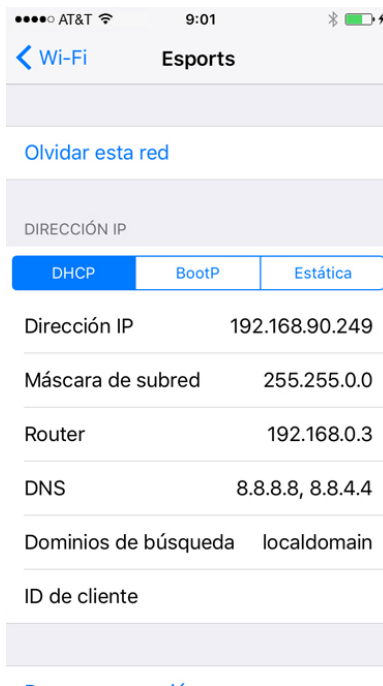 AT&T 9:01
Wi-Fi Esports
Olvidar esta red
DIRECCIÓN IP
DHCP BootP Estática
Dirección IP 192.168.90.249
Máscara de subred 255.255.0.0
Router 192.168.0.3
DNS 8.8.8.8, 8.8.4.4
Dominios de búsqueda localdomain
ID de cliente